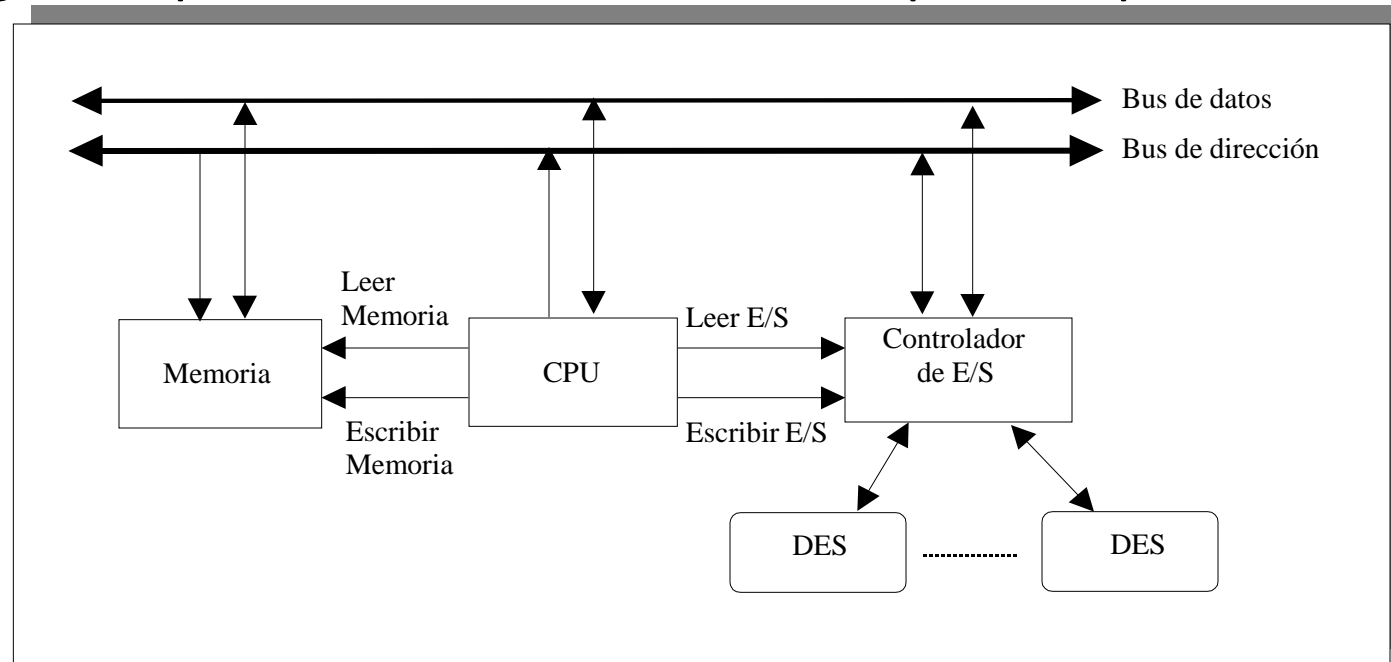 Bus de datos
Bus de dirección
Leer
Memoria
Leer E/S
Controlador
de E/S
Memoria
CPU
Escribir
Memoria
Escribir E/S
DES
DES